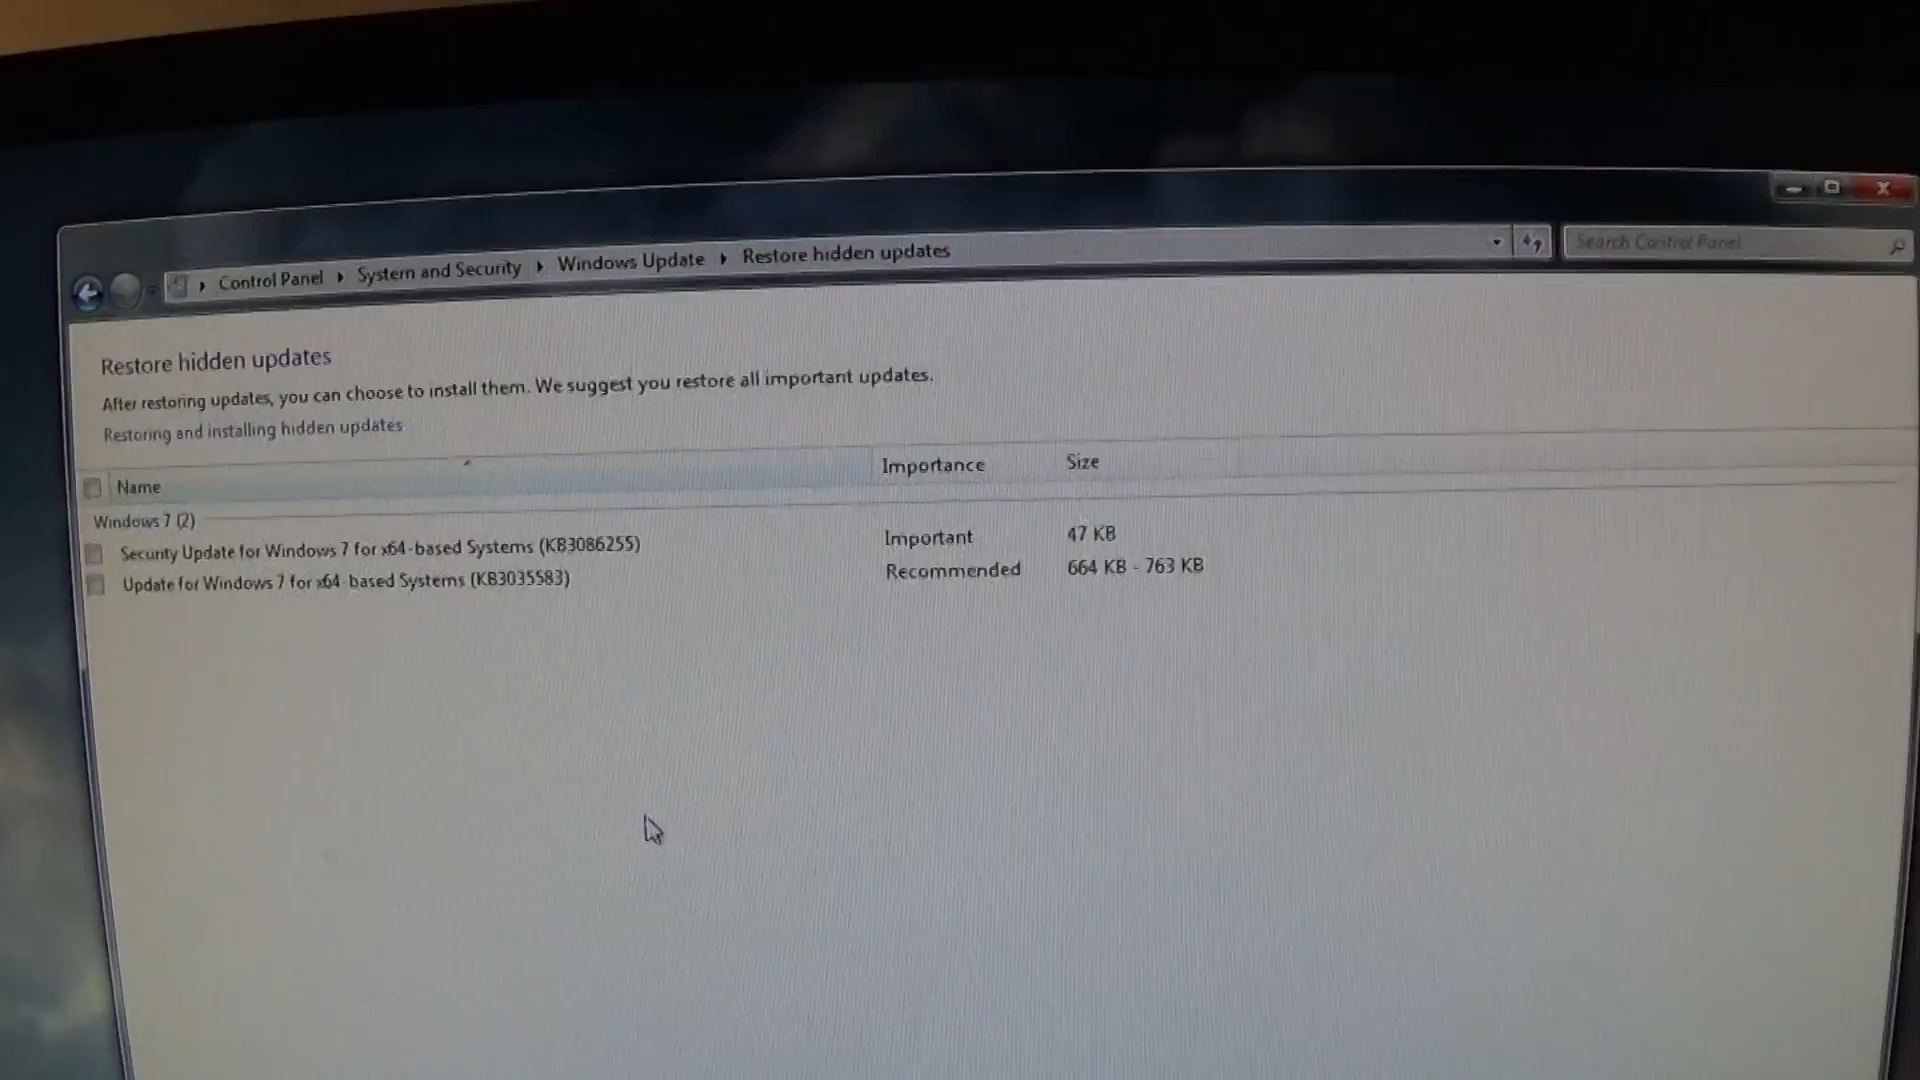 Control Panel System and Security Windows Update Restore hidden updates
Search Control Panel
Restore hidden updates
After restoring updates, you can choose to install them. We suggest you restore all important updates.
Restoring and installing hidden updates
Name Importance Size
Windows 7 (2)
Security Update for Windows 7 for x64-based Systems (KB3086255) Important 47 KB
Update for Windows 7 for x64-based Systems (KB3035583) Recommended 664 KB - 763 KB